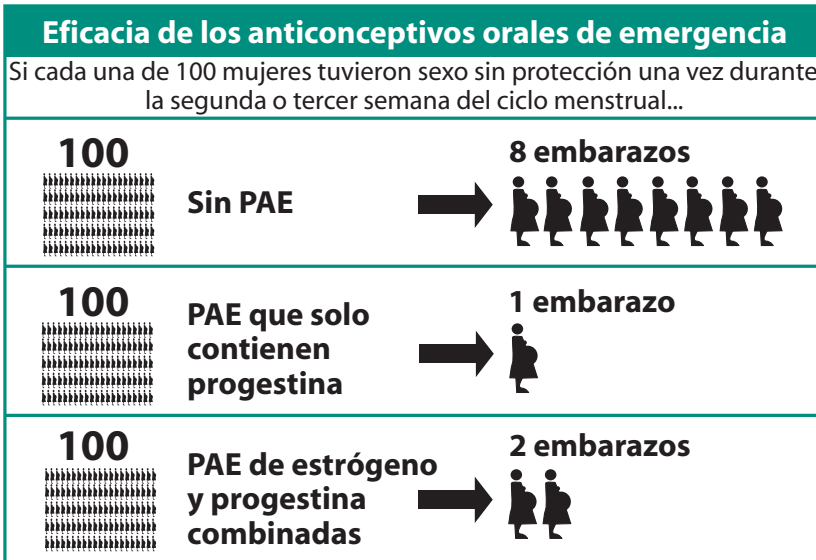 Eficacia de los anticonceptivos orales de emergencia
Si cada una de 100 mujeres tuvieron sexo sin protección una vez durante
la segunda o tercer semana del ciclo menstrual...
100
Sin PAE
8 embarazos
100
PAE que solo
contienen
progestina
1 embarazo
100
PAE de estrógeno
y progestina
combinadas
2 embarazos